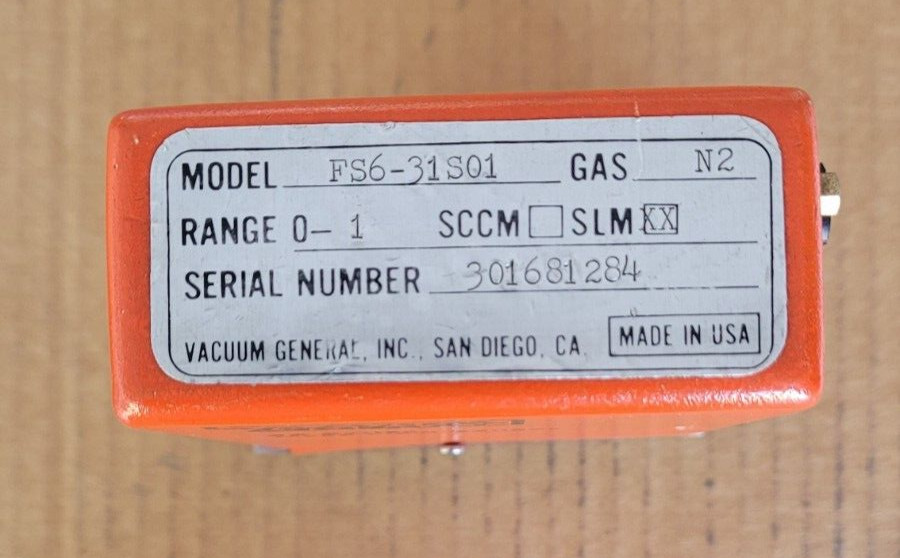 MODEL FS6-31S01 GAS N2
RANGE 0- 1 SCCM SLM XX
SERIAL NUMBER 301681284
VACUUM GENERAL, INC., SAN DIEGO, CA. MADE IN USA